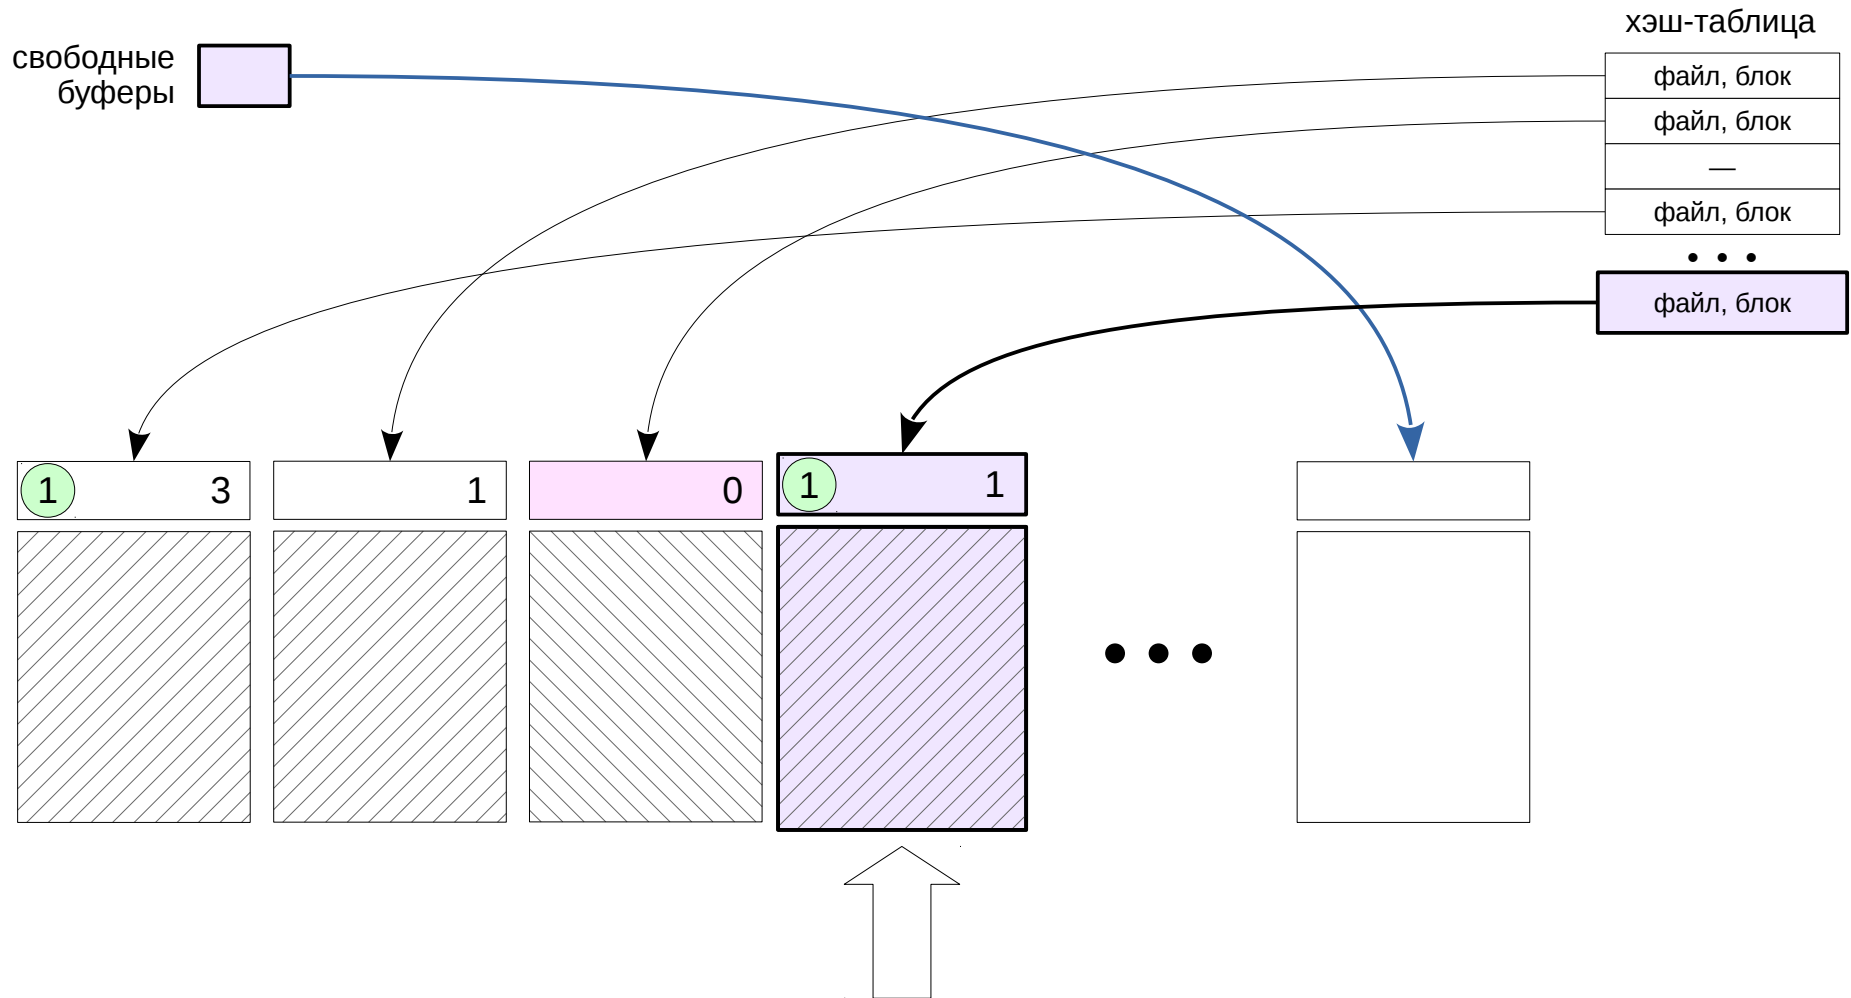 хэш-таблица
свободные
буферы
файл, блок
файл, блок
—
файл, блок
• • •
файл, блок
1 3
1
0
1 1
• • •